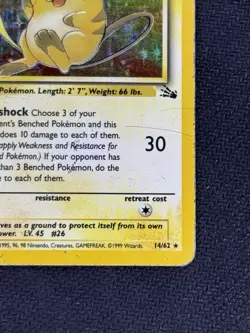 Pokémon. Length: 2' 7", Weight: 66 lbs.
shock Choose 3 of your
ent's Benched Pokémon and this
does 10 damage to each of them.
apply Weakness and Resistance for
d Pokémon.) If your opponent has
than 3 Benched Pokémon, do the
e to each of them.
30
resistance
retreat cost
ves as a ground to protect itself from its own
ower. LV. 45 #26
1995, 96, 98 Nintendo, Creatures, GAMEFREAK. ©1999 Wizards.
14/62 ★